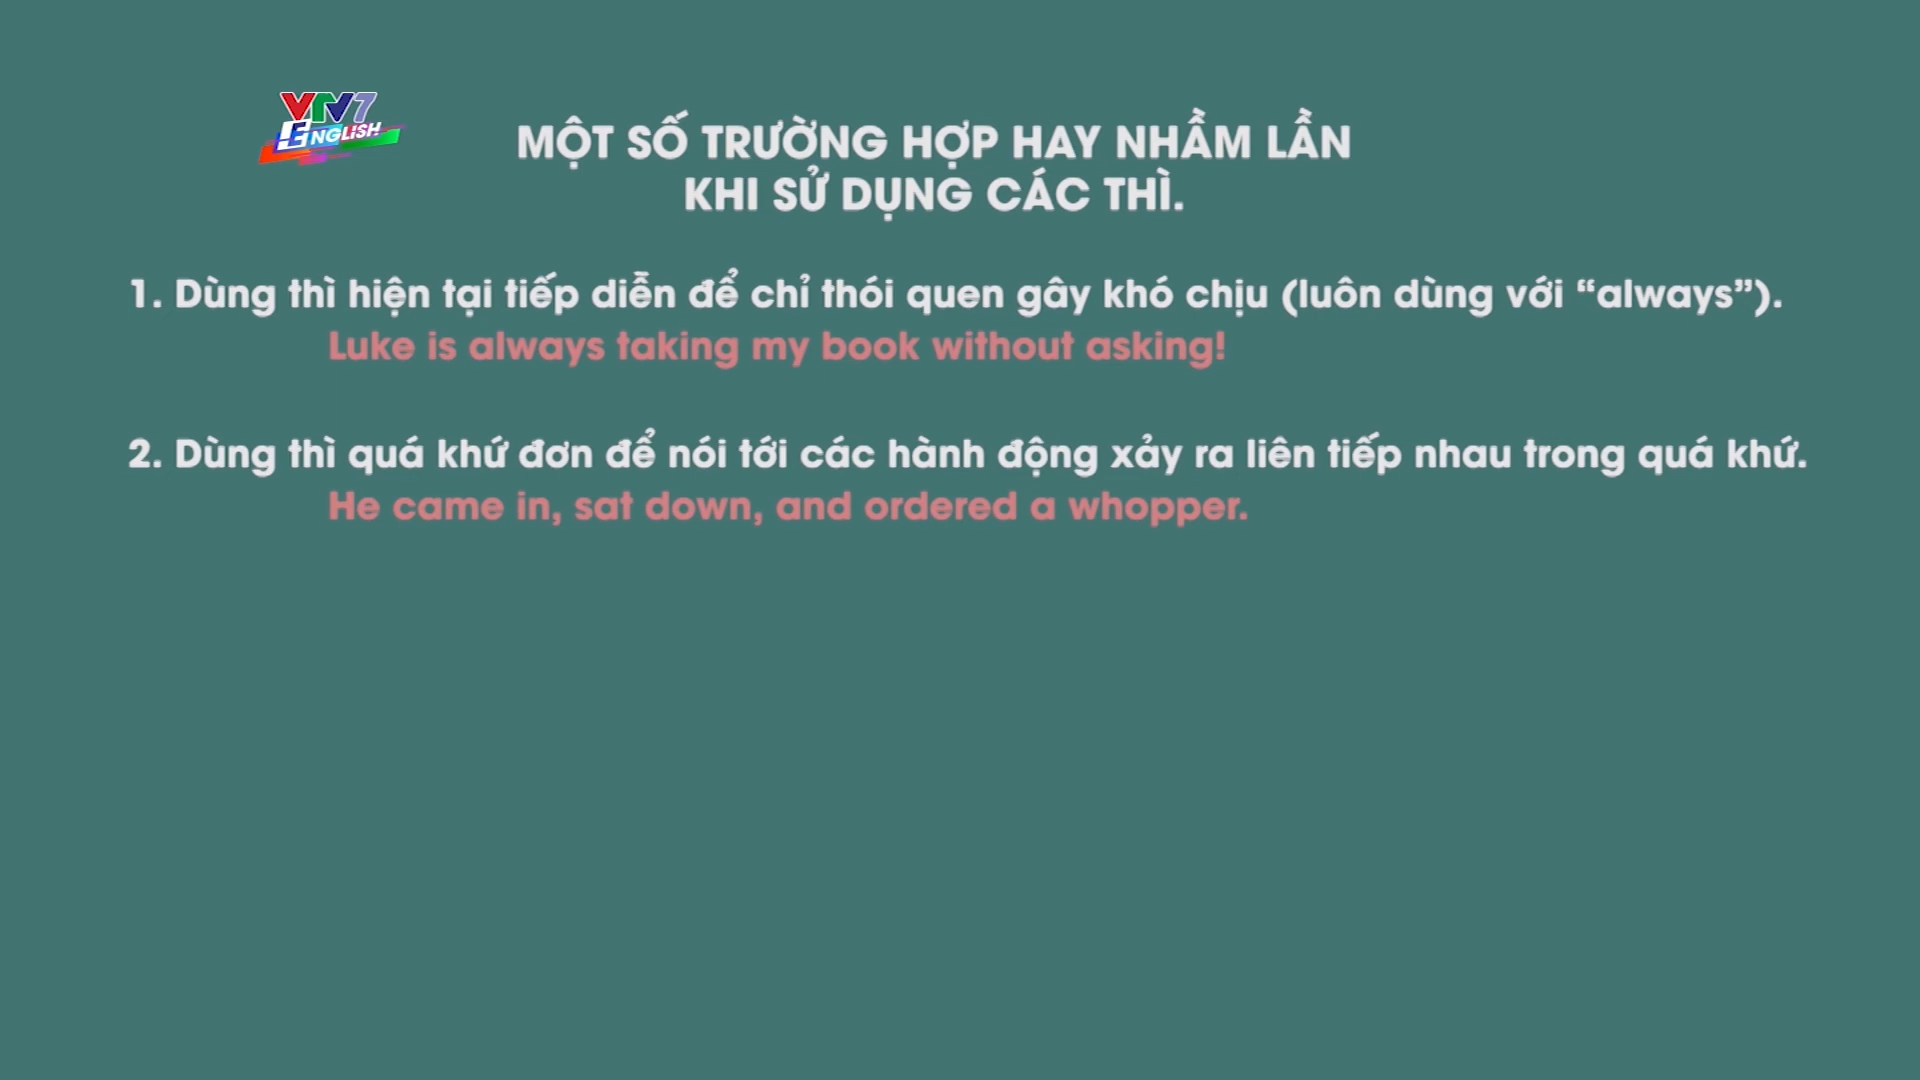 VTV7
ENGLISH
MỘT SỐ TRƯỜNG HỢP HAY NHẦM LẦN
KHI SỬ DỤNG CÁC THÌ.
1. Dùng thì hiện tại tiếp diễn để chỉ thói quen gây khó chịu (luôn dùng với “always”).
Luke is always taking my book without asking!
2. Dùng thì quá khứ đơn để nói tới các hành động xảy ra liên tiếp nhau trong quá khứ.
He came in, sat down, and ordered a whopper.